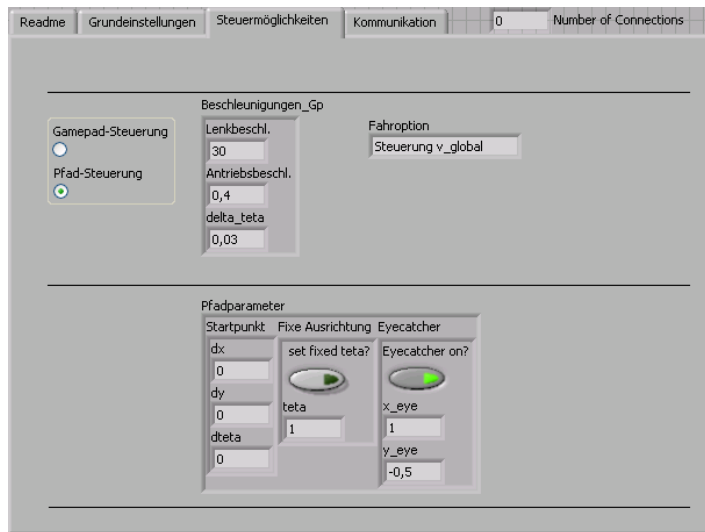 Readme Grundeinstellungen Steuermöglichkeiten Kommunikation 0 Number of Connections
Beschleunigungen_Gp
Gamepad-Steuerung
Pfad-Steuerung
Lenkbeschl.
30
Antriebsbeschl.
0,4
delta_teta
0,03
Fahroption
Steuerung v_global
Pfadparameter
Startpunkt
dx
0
dy
0
dteta
0
Fixe Ausrichtung
set fixed teta?
teta
1
Eyecatcher
Eyecatcher on?
x_eye
1
y_eye
-0,5